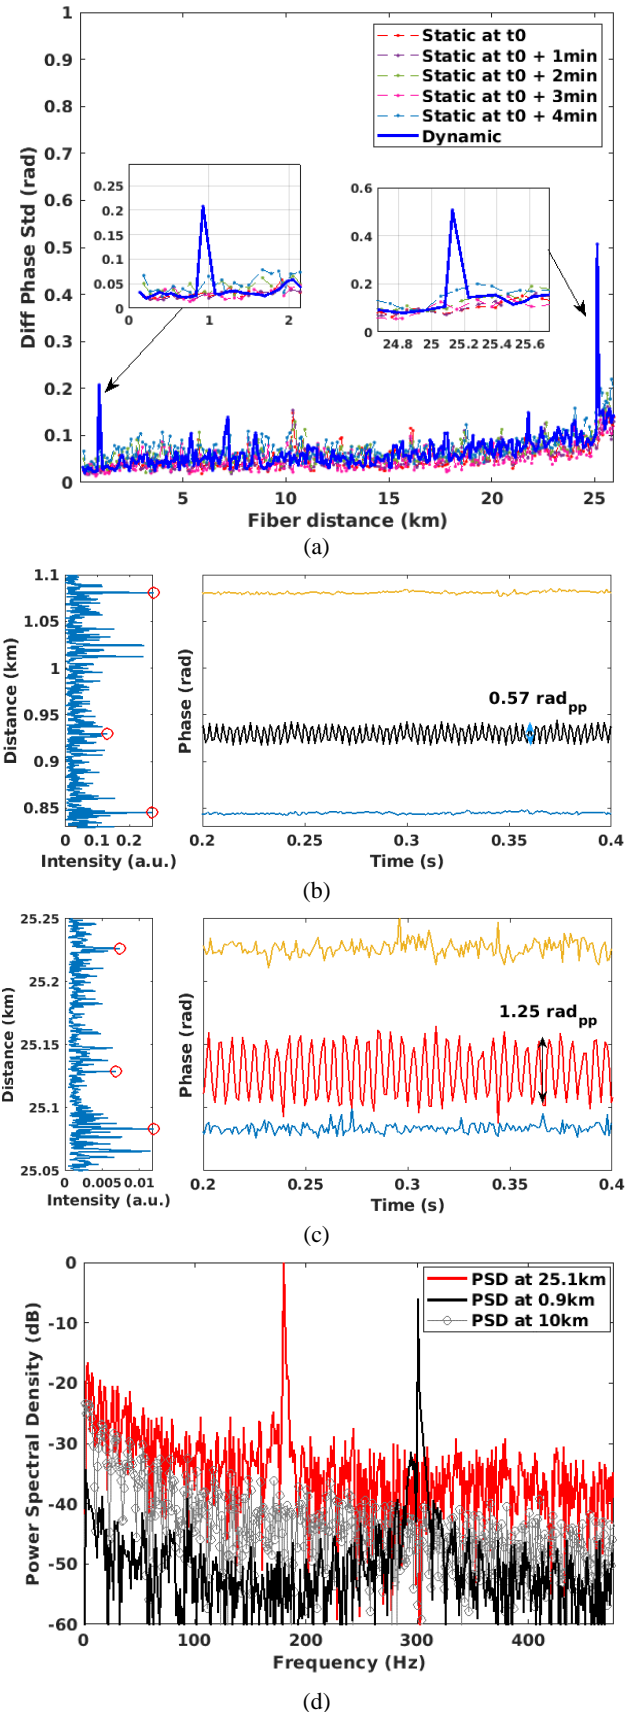 1
0.9
0.8
0.7
0.6
0.5
0.4
0.3
0.2
0.1
0
Diff Phase Std (rad)
Static at t0
Static at t0 + 1min
Static at t0 + 2min
Static at t0 + 3min
Static at t0 + 4min
Dynamic
0.25
0.2
0.15
0.1
0.05
0
0 1 2
0.6
0.4
0.2
0
24.8 25 25.2 25.4 25.6
5 10 15 20 25
Fiber distance (km)
(a)
1.1
1.05
1
0.95
0.9
0.85
Distance (km)
0 0.1 0.2
Intensity (a.u.)
Phase (rad)
0.57 rad pp
0.2 0.25 0.3 0.35 0.4
Time (s)
(b)
25.25
25.2
25.15
25.1
25.05
Distance (km)
0 0.005 0.01
Intensity (a.u.)
Phase (rad)
1.25 rad pp
0.2 0.25 0.3 0.35 0.4
Time (s)
(c)
0
-10
-20
-30
-40
-50
-60
Power Spectral Density (dB)
PSD at 25.1km
PSD at 0.9km
PSD at 10km
0 100 200 300 400
Frequency (Hz)
(d)